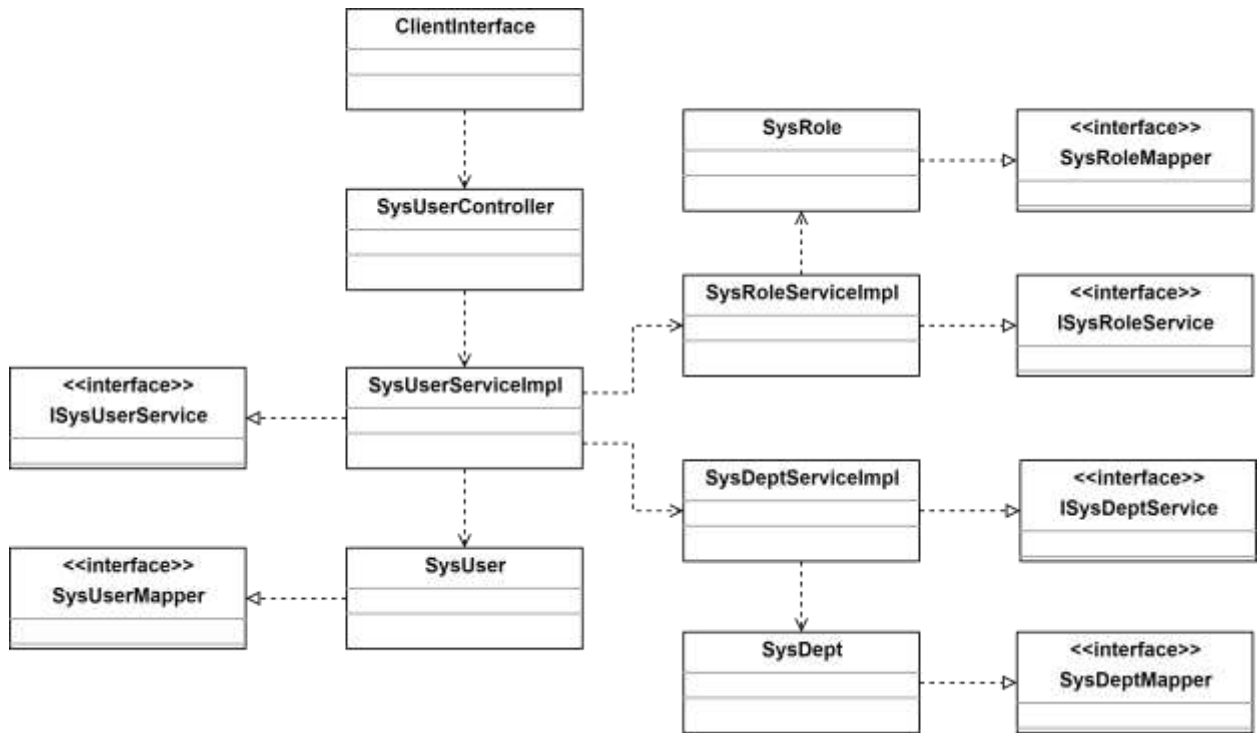 ClientInterface
SysRole
<<interface>>
SysRoleMapper
SysUserController
SysRoleServiceImpl
<<interface>>
ISysRoleService
<<interface>>
ISysUserService
SysUserServiceImpl
SysDeptServiceImpl
<<interface>>
ISysDeptService
<<interface>>
SysUserMapper
SysUser
SysDept
<<interface>>
SysDeptMapper